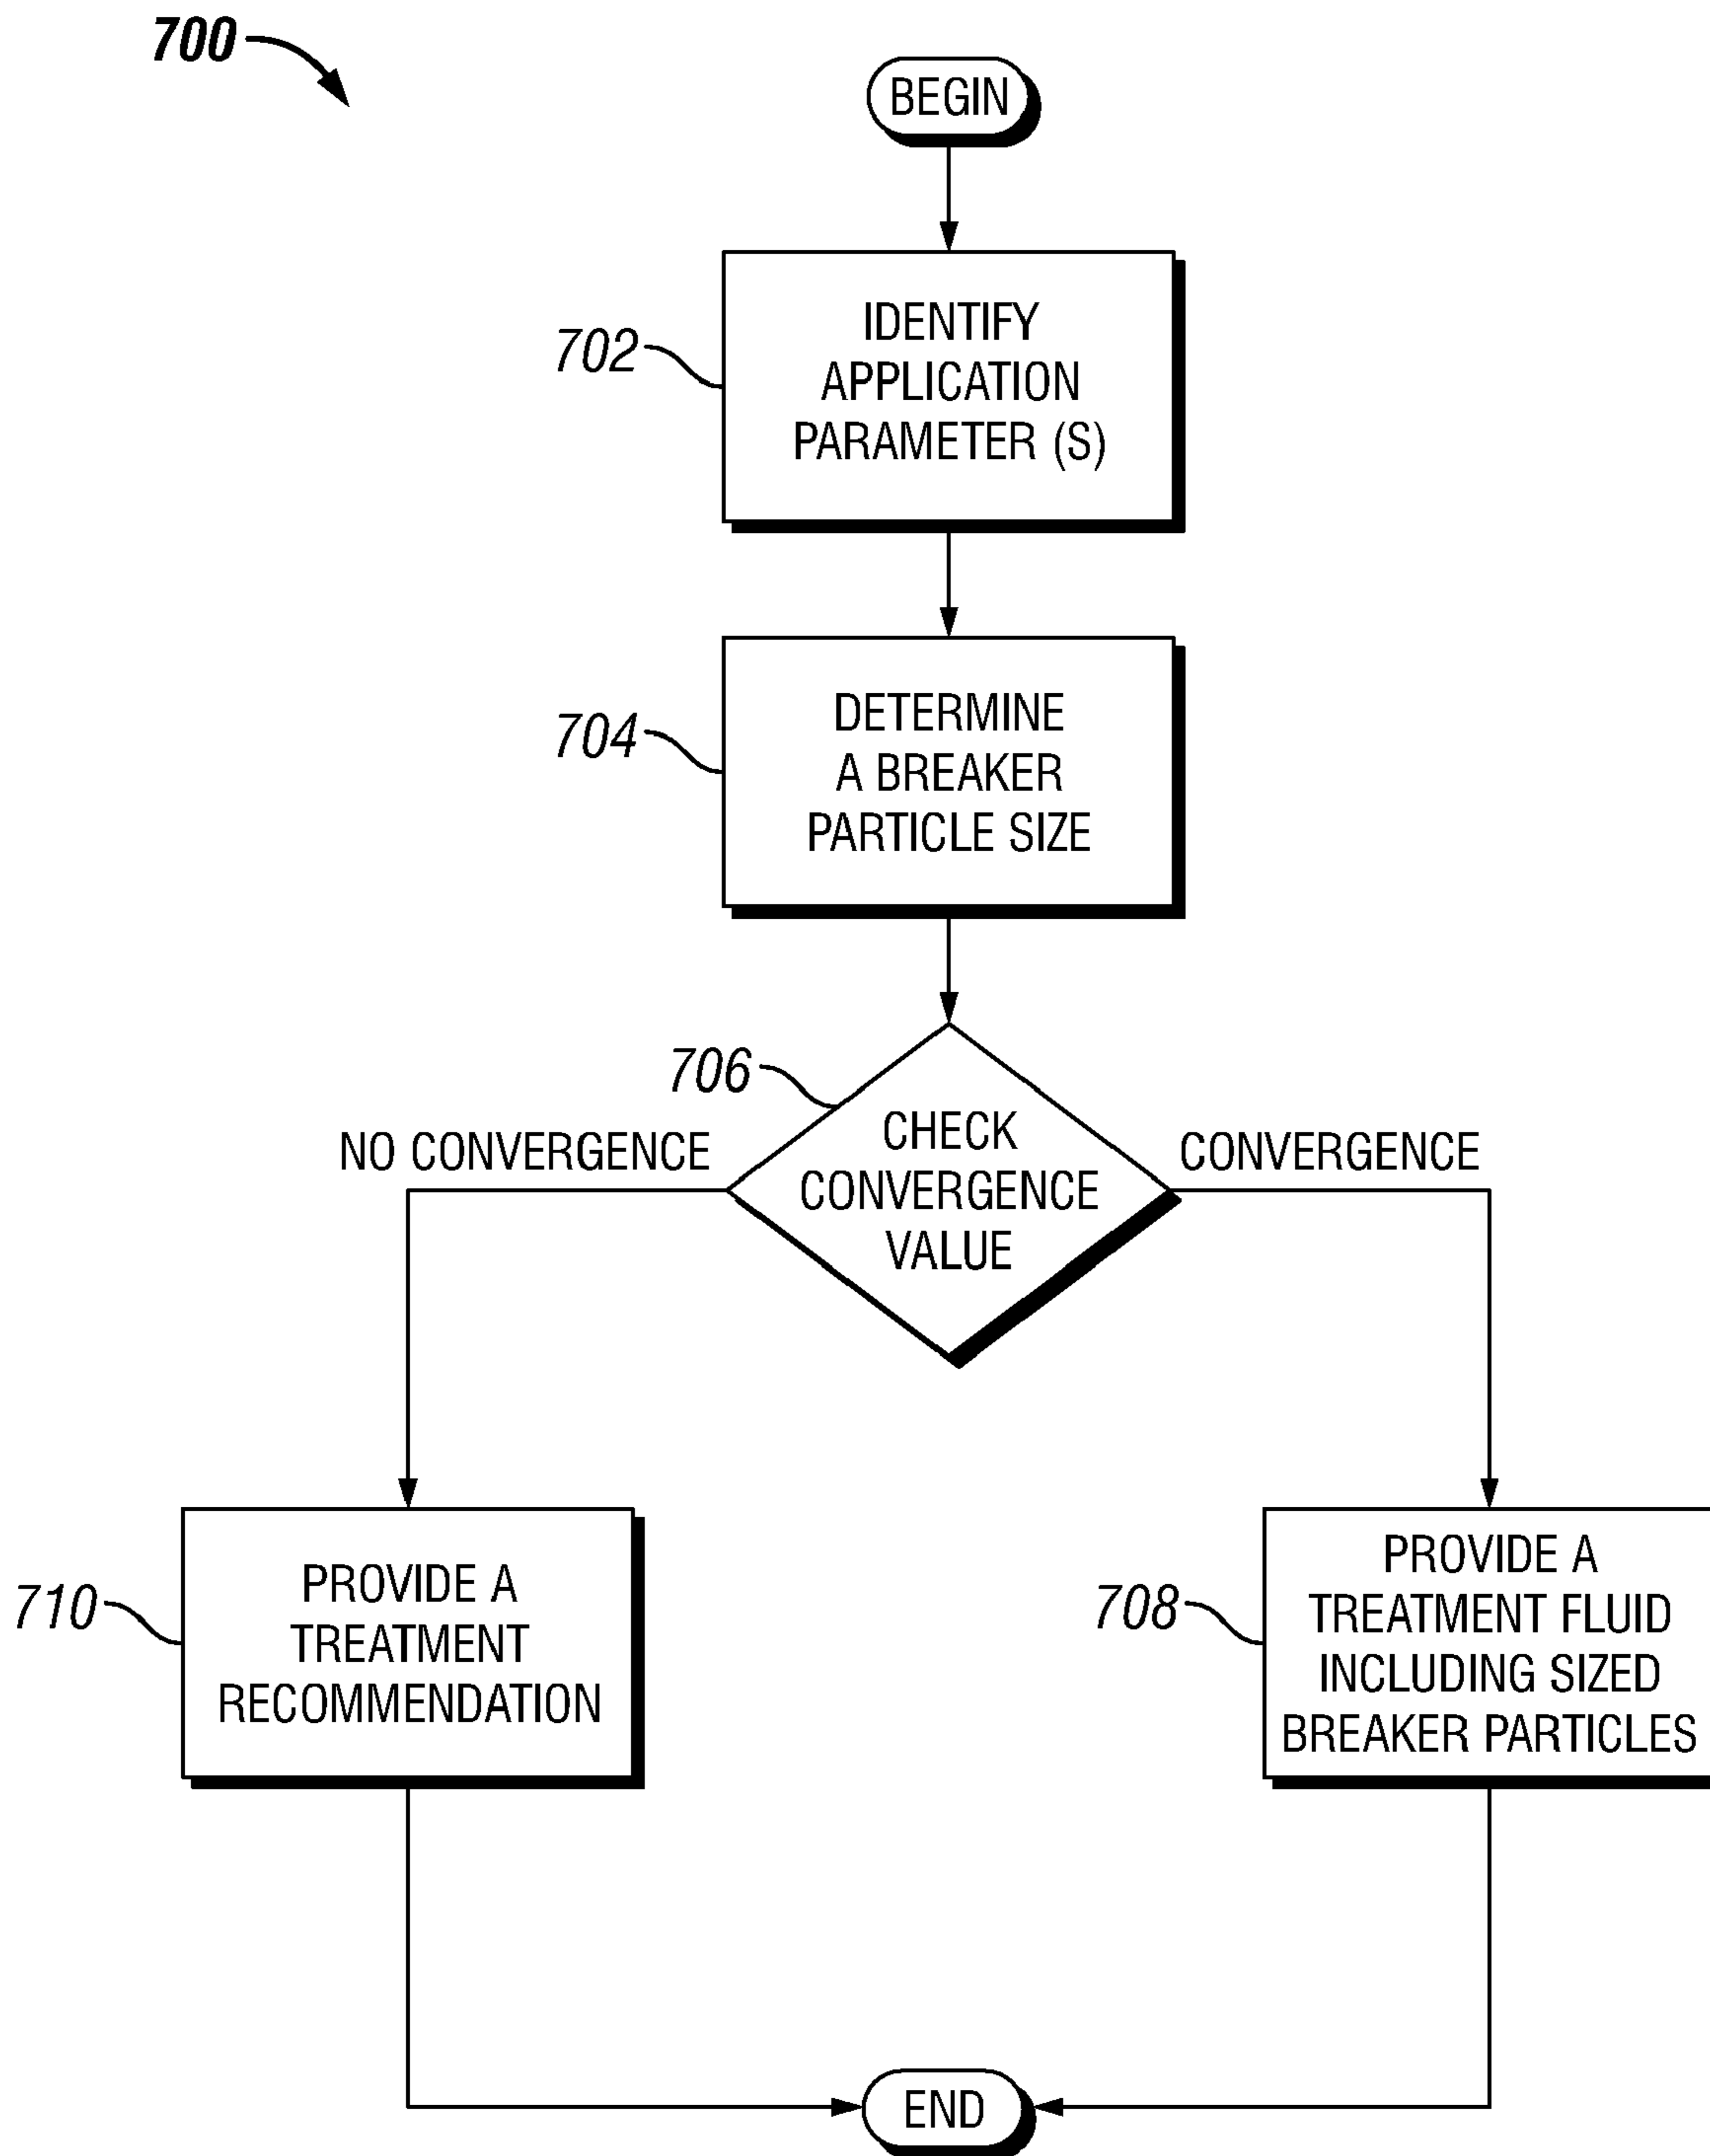 700
BEGIN
702
IDENTIFY
APPLICATION
PARAMETER (S)
704
DETERMINE
A BREAKER
PARTICLE SIZE
706
CHECK
CONVERGENCE
VALUE
NO CONVERGENCE
CONVERGENCE
710
PROVIDE A
TREATMENT
RECOMMENDATION
708
PROVIDE A
TREATMENT FLUID
INCLUDING SIZED
BREAKER PARTICLES
END